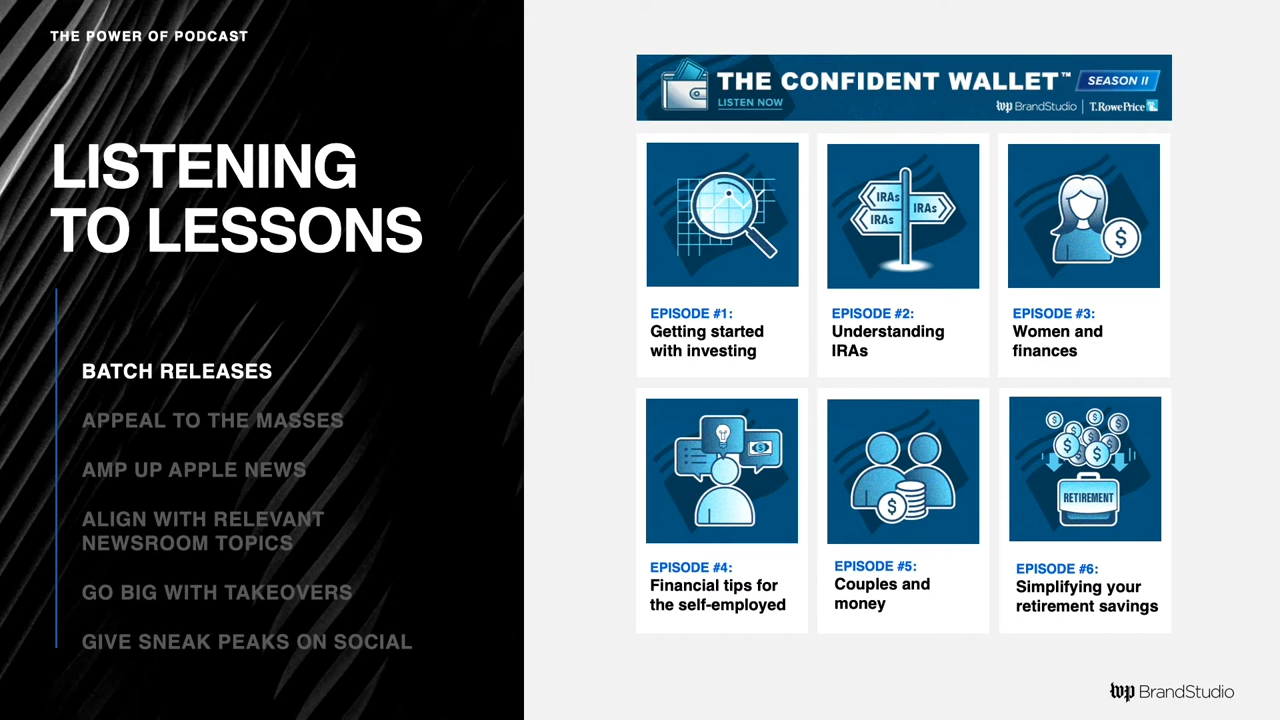 THE POWER OF PODCAST
LISTENING
TO LESSONS
BATCH RELEASES
APPEAL TO THE MASSES
AMP UP APPLE NEWS
ALIGN WITH RELEVANT
NEWSROOM TOPICS
GO BIG WITH TAKEOVERS
GIVE SNEAK PEAKS ON SOCIAL
THE CONFIDENT WALLET™ SEASON II
LISTEN NOW
wp BrandStudio | T.RowePrice
IRAs
IRAs
IRAs
EPISODE #1:
Getting started
with investing
EPISODE #2:
Understanding
IRAs
EPISODE #3:
Women and
finances
RETIREMENT
EPISODE #4:
Financial tips for
the self-employed
EPISODE #5:
Couples and
money
EPISODE #6:
Simplifying your
retirement savings
wp BrandStudio